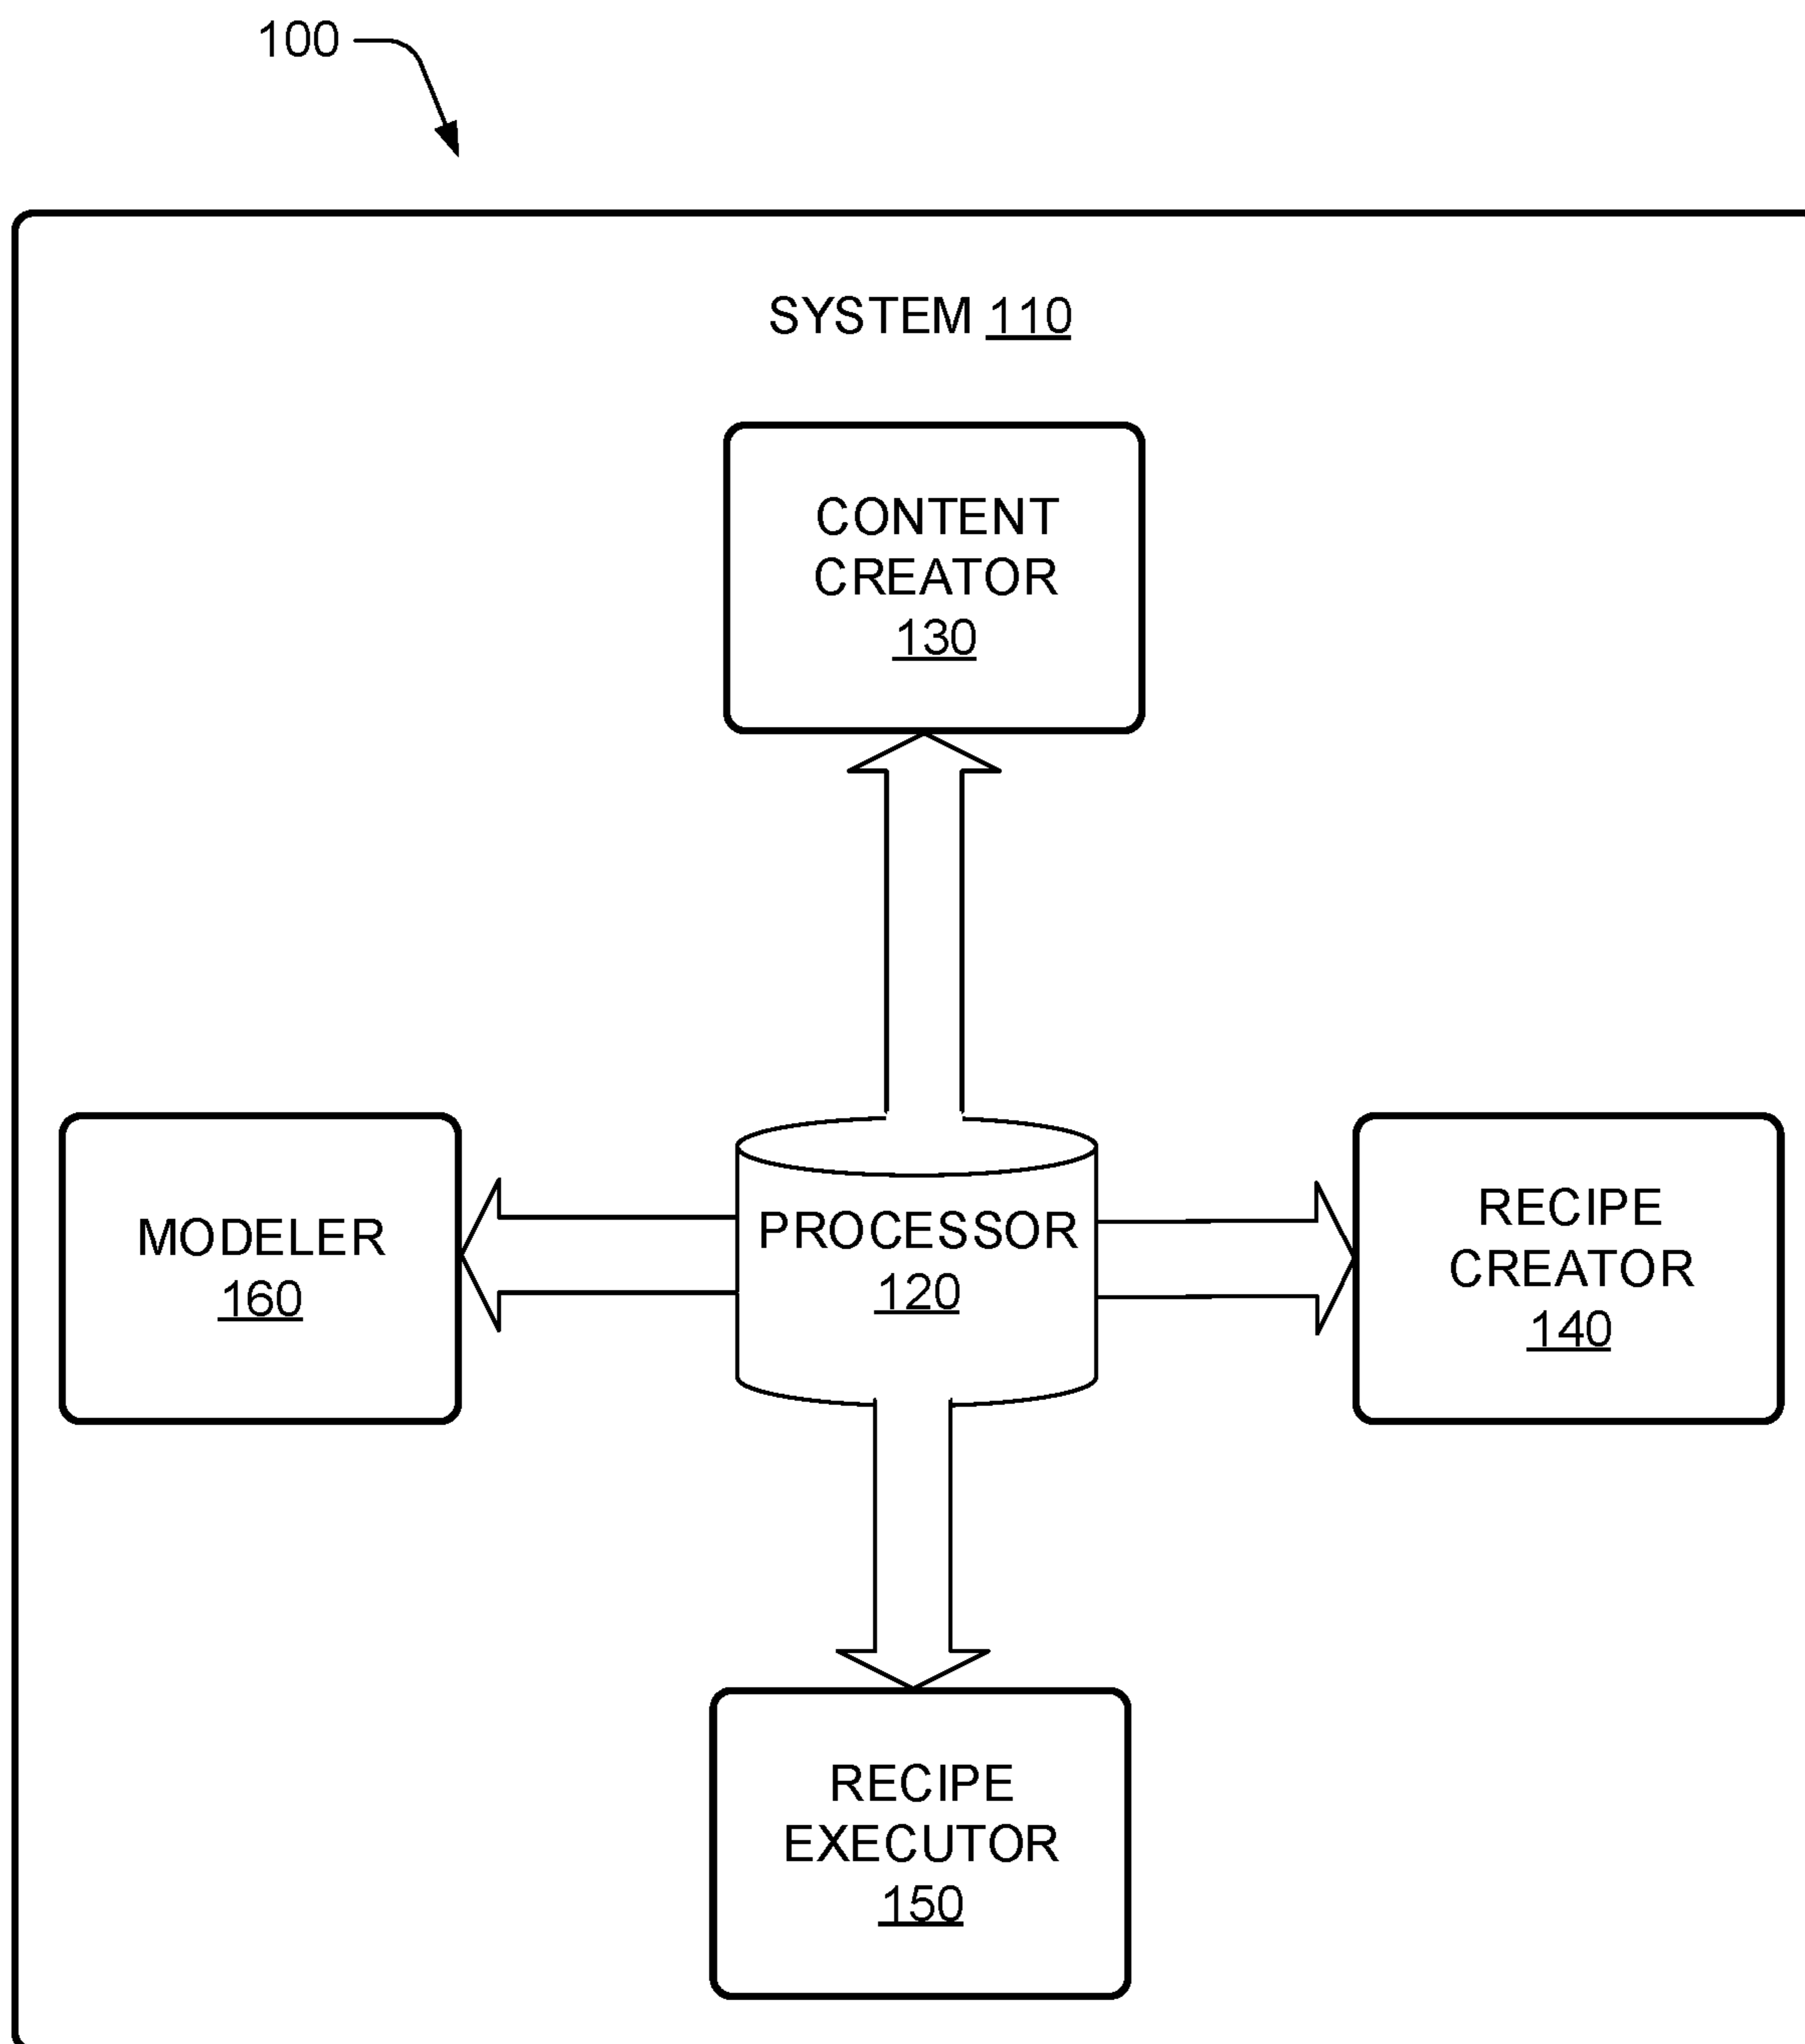 100
SYSTEM 110
CONTENT
CREATOR
130
MODELER
160
PROCESSOR
120
RECIPE
CREATOR
140
RECIPE
EXECUTOR
150